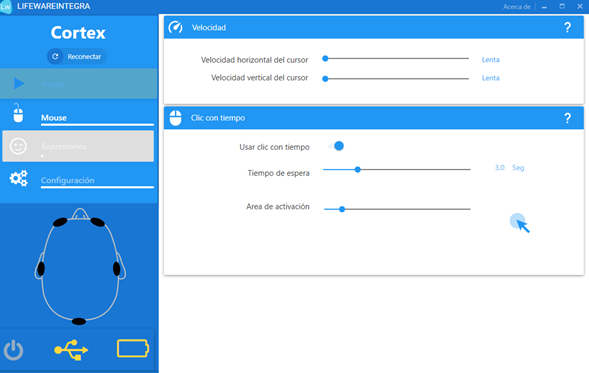 Lw LIFEWAREINTEGRA
Acerca de
Cortex
Reconectar
Mouse
Expresiones
Configuración
Velocidad ?
Velocidad horizontal del cursor Lenta
Velocidad vertical del cursor Lenta
Clic con tiempo ?
Usar clic con tiempo
Tiempo de espera 3,0 Seg
Area de activación